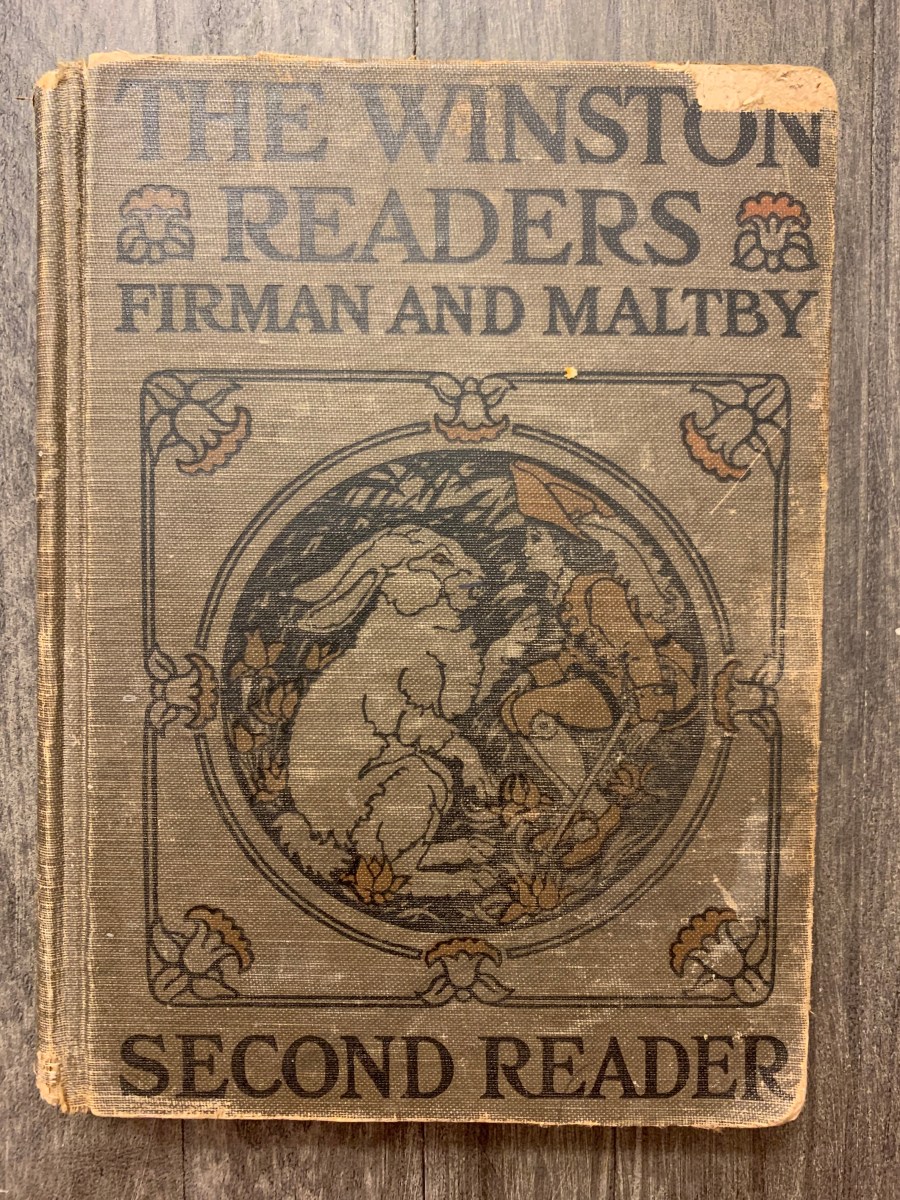 THE WINSTON
READERS
FIRMAN AND MALTBY
SECOND READER